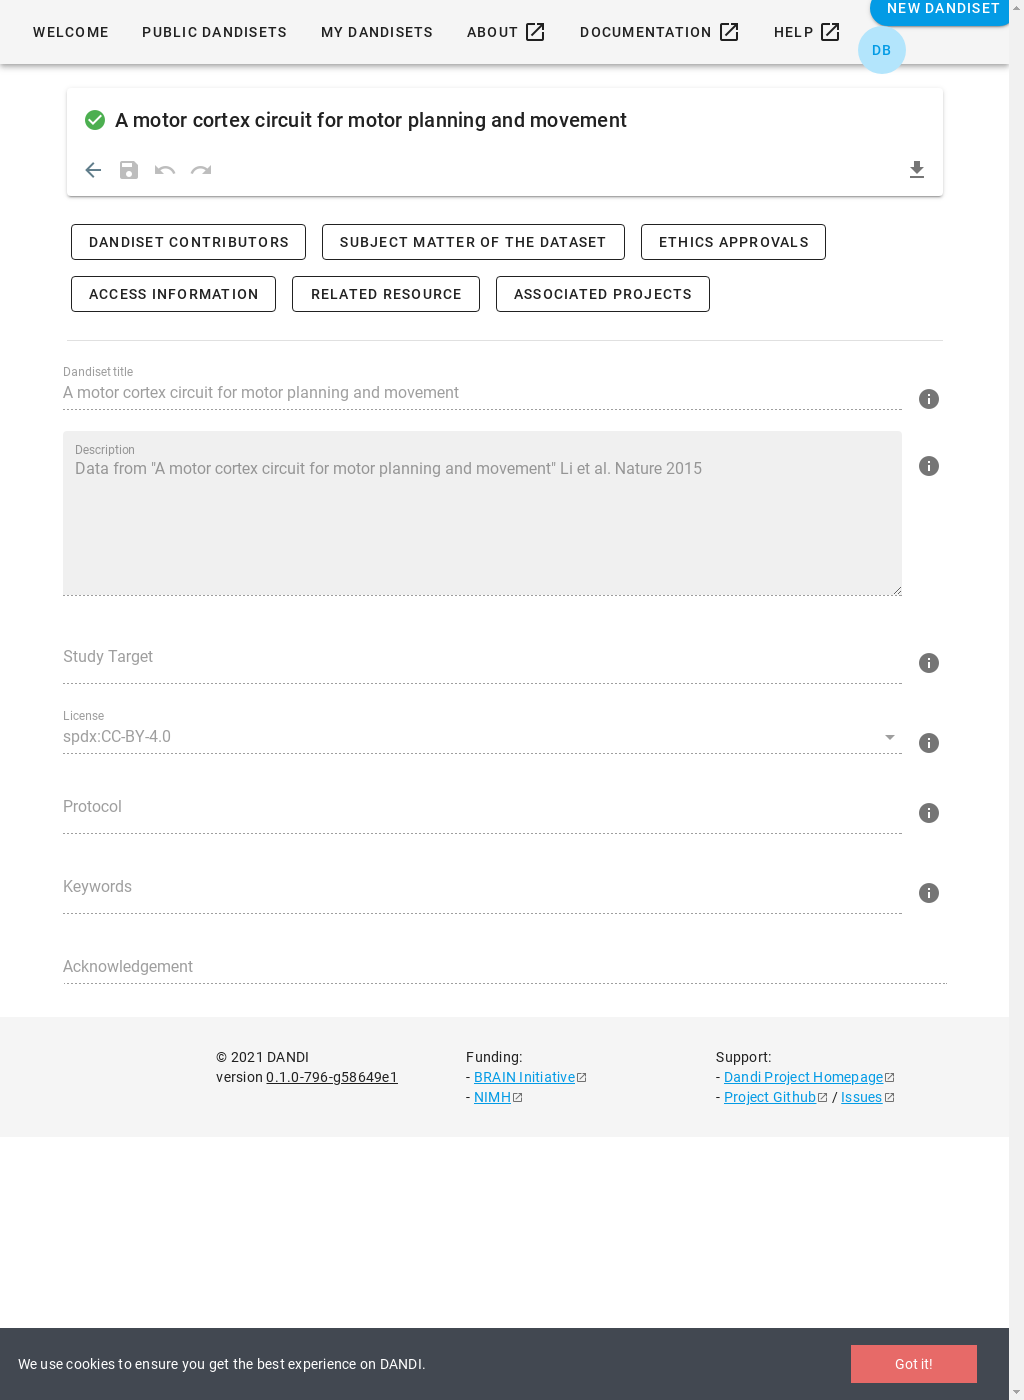 NEW DANDISET
WELCOME PUBLIC DANDISETS MY DANDISETS ABOUT DOCUMENTATION HELP
DB
A motor cortex circuit for motor planning and movement
DANDISET CONTRIBUTORS SUBJECT MATTER OF THE DATASET ETHICS APPROVALS
ACCESS INFORMATION RELATED RESOURCE ASSOCIATED PROJECTS
Dandiset title
A motor cortex circuit for motor planning and movement
Description
Data from "A motor cortex circuit for motor planning and movement" Li et al. Nature 2015
Study Target
License
spdx:CC-BY-4.0
Protocol
Keywords
Acknowledgement
© 2021 DANDI
version 0.1.0-796-g58649e1
Funding:
- BRAIN Initiative
- NIMH
Support:
- Dandi Project Homepage
- Project Github / Issues
We use cookies to ensure you get the best experience on DANDI.
Got it!